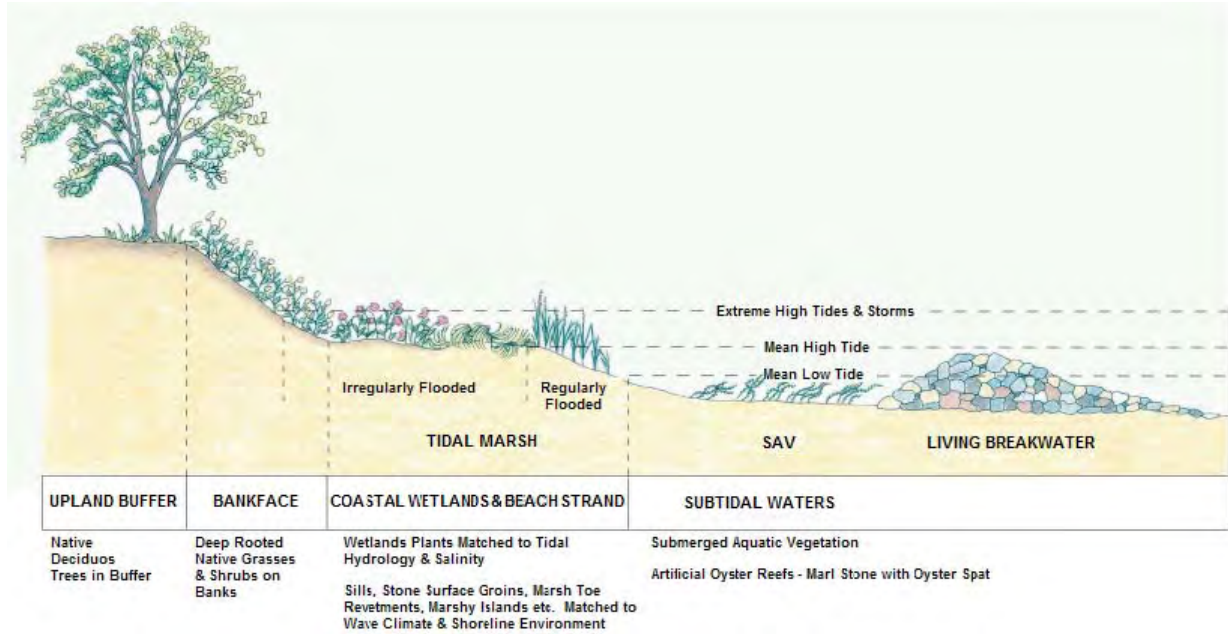 Extreme High Tides & Storms
Mean High Tide
Mean Low Tide
Irregularly Flooded
Regularly
Flooded
TIDAL MARSH
SAV
LIVING BREAKWATER
UPLAND BUFFER
BANKFACE
COASTAL WETLANDS & BEACH STRAND
SUBTIDAL WATERS
Native
Deciduos
Trees in Buffer
Deep Rooted
Native Grasses
& Shrubs on
Banks
Wetlands Plants Matched to Tidal
Hydrology & Salinity
Sills, Stone Surface Groins, Marsh Toe
Revetments, Marshy Islands etc. Matched to
Wave Climate & Shoreline Environment
Submerged Aquatic Vegetation
Artificial Oyster Reefs - Marl Stone with Oyster Spat